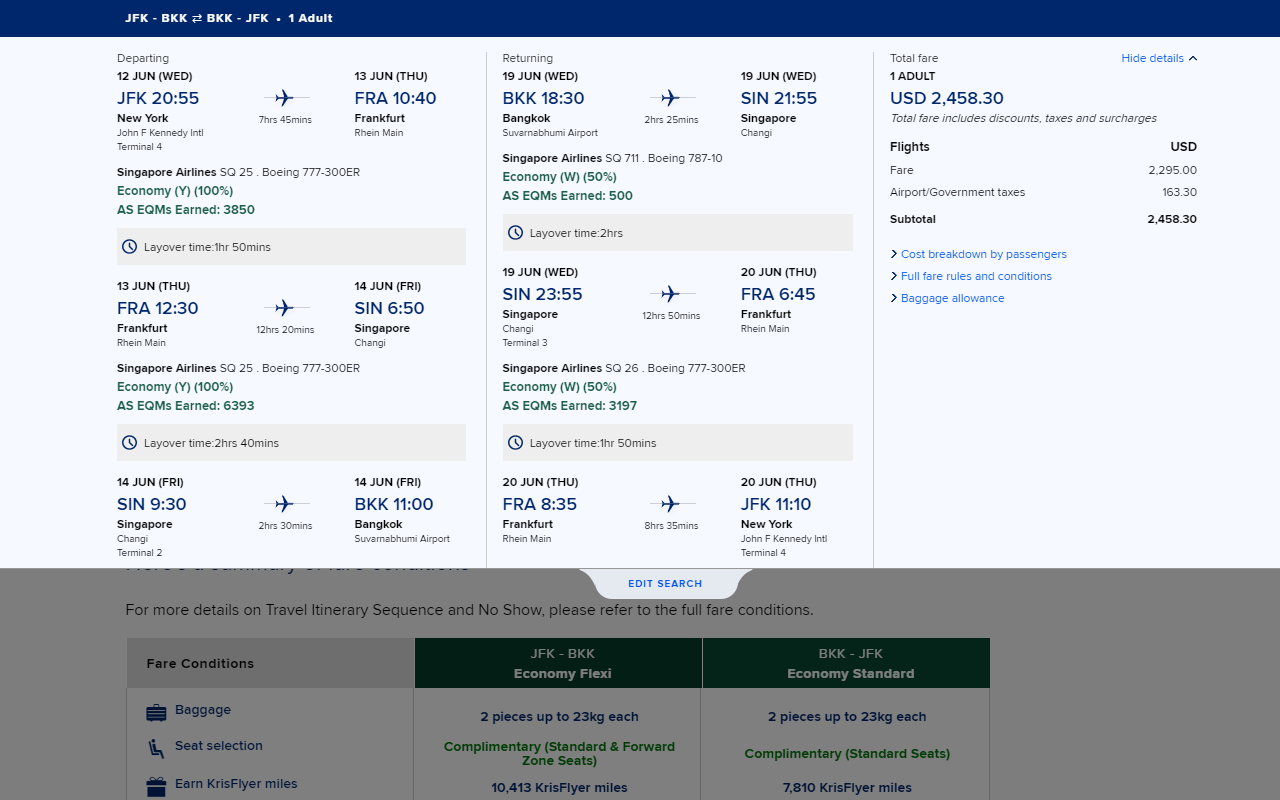 JFK - BKK ⇄ BKK - JFK • 1 Adult
Departing
12 JUN (WED)
13 JUN (THU)
JFK 20:55
FRA 10:40
New York
7hrs 45mins
Frankfurt
John F Kennedy Intl
Rhein Main
Terminal 4
Singapore Airlines SQ 25 . Boeing 777-300ER
Economy (Y) (100%)
AS EQMs Earned: 3850
Layover time:1hr 50mins
13 JUN (THU)
14 JUN (FRI)
FRA 12:30
SIN 6:50
Frankfurt
12hrs 20mins
Singapore
Rhein Main
Changi
Singapore Airlines SQ 25 . Boeing 777-300ER
Economy (Y) (100%)
AS EQMs Earned: 6393
Layover time:2hrs 40mins
14 JUN (FRI)
14 JUN (FRI)
SIN 9:30
BKK 11:00
Singapore
2hrs 30mins
Bangkok
Changi
Suvarnabhumi Airport
Terminal 2
Returning
19 JUN (WED)
19 JUN (WED)
BKK 18:30
SIN 21:55
Bangkok
2hrs 25mins
Singapore
Suvarnabhumi Airport
Changi
Singapore Airlines SQ 711 . Boeing 787-10
Economy (W) (50%)
AS EQMs Earned: 500
Layover time:2hrs
19 JUN (WED)
20 JUN (THU)
SIN 23:55
FRA 6:45
Singapore
12hrs 50mins
Frankfurt
Changi
Rhein Main
Terminal 3
Singapore Airlines SQ 26 . Boeing 777-300ER
Economy (W) (50%)
AS EQMs Earned: 3197
Layover time:1hr 50mins
20 JUN (THU)
20 JUN (THU)
FRA 8:35
JFK 11:10
Frankfurt
8hrs 35mins
New York
Rhein Main
John F Kennedy Intl
Terminal 4
Total fare
Hide details
1 ADULT
USD 2,458.30
Total fare includes discounts, taxes and surcharges
Flights USD
Fare 2,295.00
Airport/Government taxes 163.30
Subtotal 2,458.30
Cost breakdown by passengers
Full fare rules and conditions
Baggage allowance
EDIT SEARCH
For more details on Travel Itinerary Sequence and No Show, please refer to the full fare conditions.
Fare Conditions
JFK - BKK
Economy Flexi
BKK - JFK
Economy Standard
Baggage
2 pieces up to 23kg each
2 pieces up to 23kg each
Seat selection
Complimentary (Standard & Forward
Zone Seats)
Complimentary (Standard Seats)
Earn KrisFlyer miles
10,413 KrisFlyer miles
7,810 KrisFlyer miles